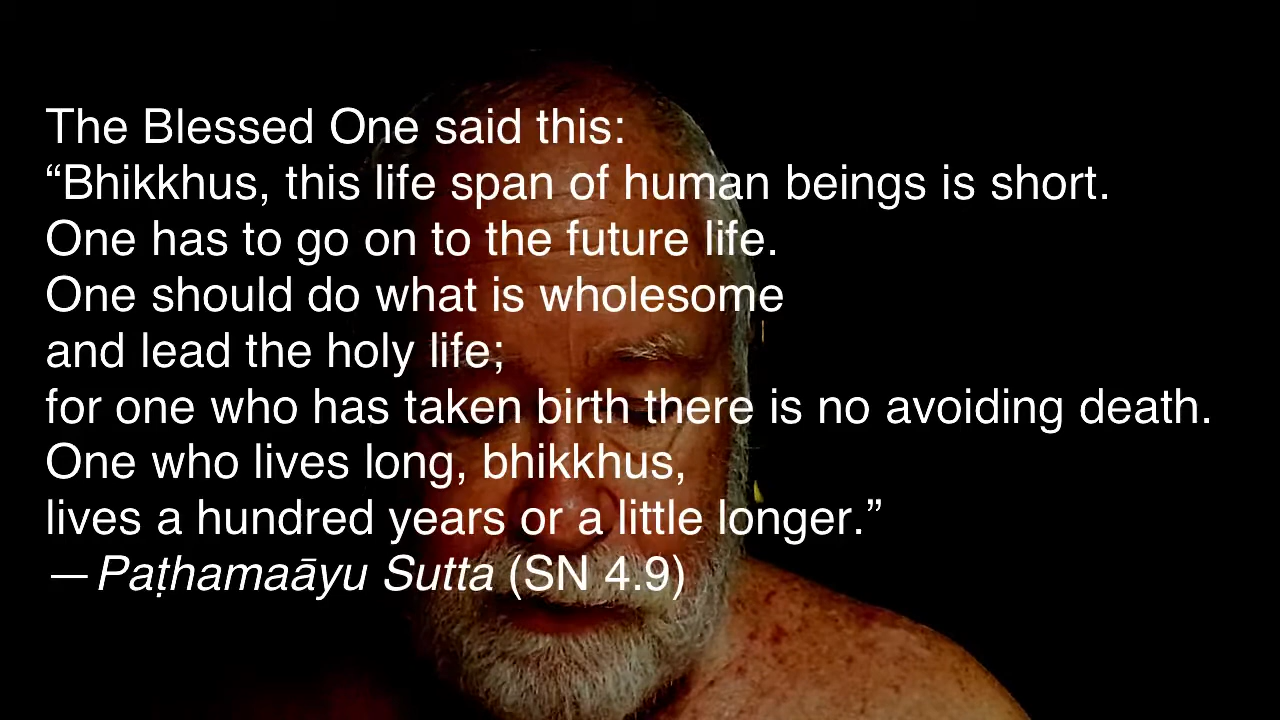 The Blessed One said this:
“Bhikkhus, this life span of human beings is short.
One has to go on to the future life.
One should do what is wholesome
and lead the holy life;
for one who has taken birth there is no avoiding death.
One who lives long, bhikkhus,
lives a hundred years or a little longer.”
— Paṭhamaāyu Sutta (SN 4.9)